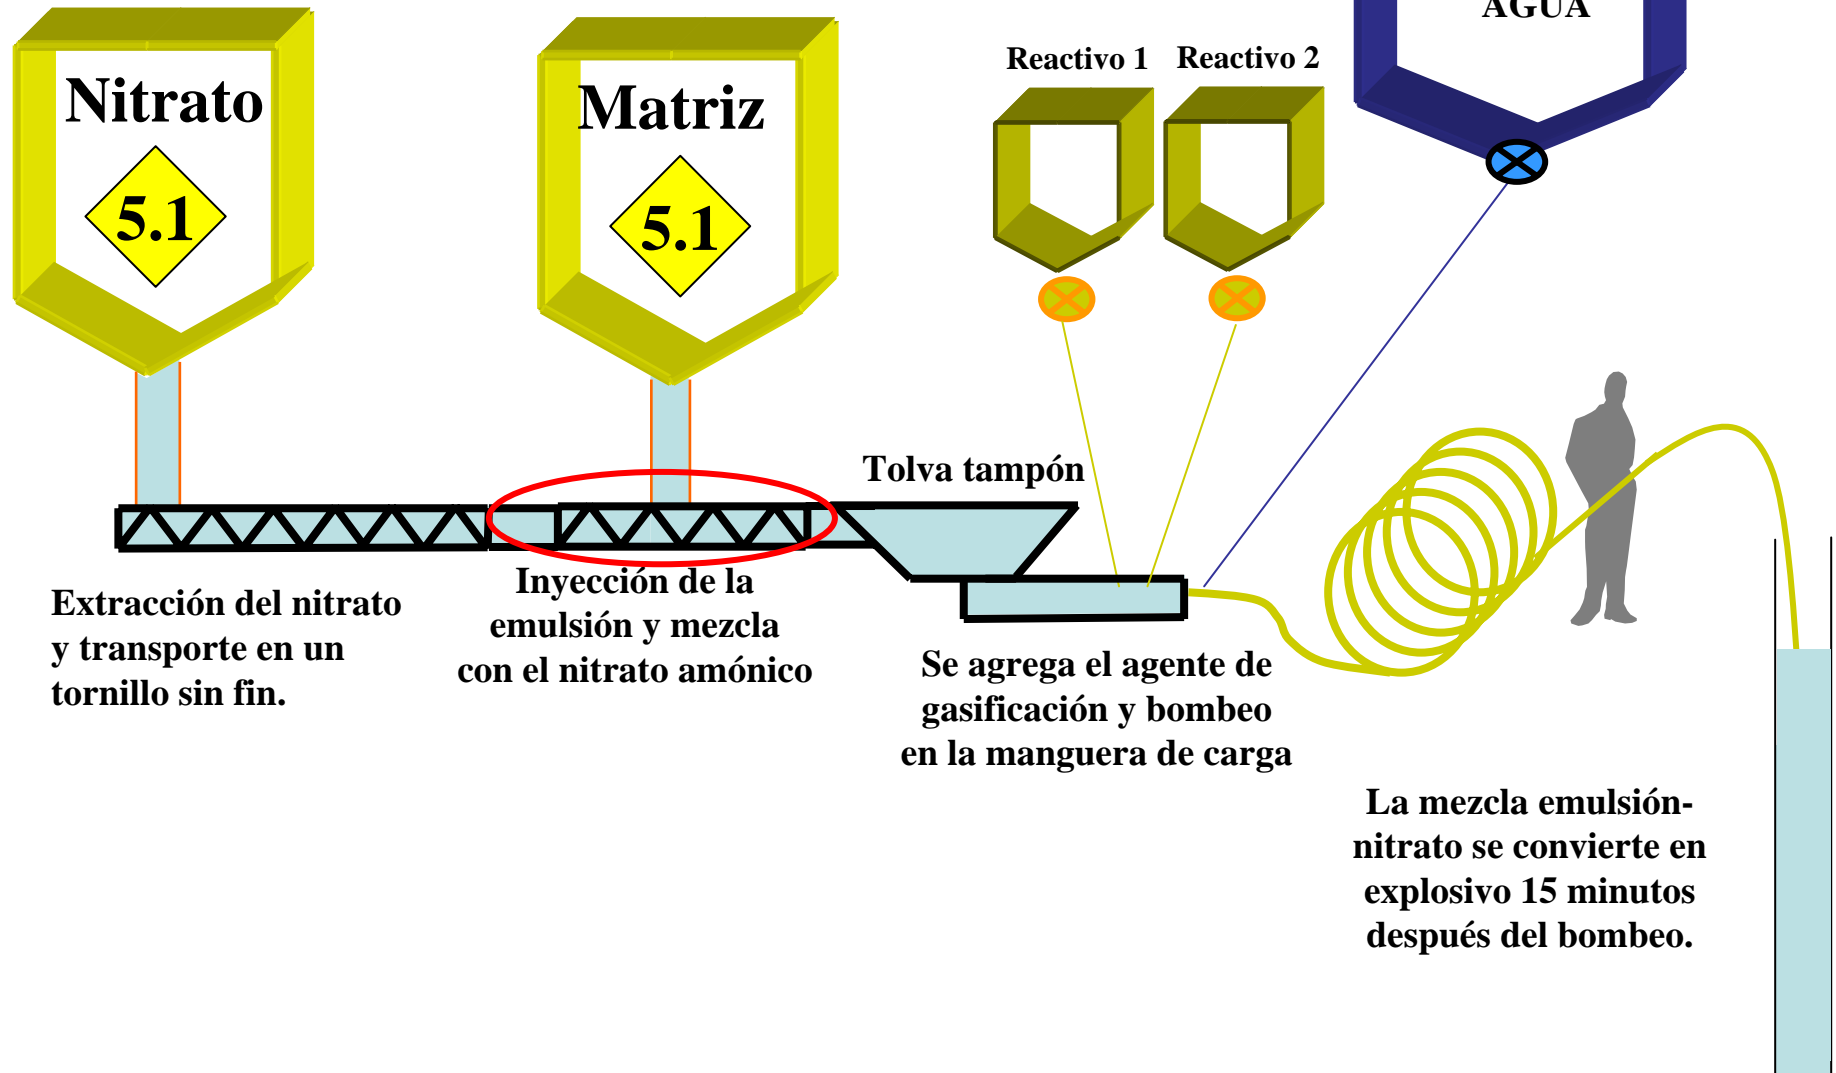 AGUA
Reactivo 1
Reactivo 2
Nitrato
5.1
Matriz
5.1
Tolva tampón
Extracción del nitrato
y transporte en un
tornillo sin fin.
Inyección de la
emulsión y mezcla
con el nitrato amónico
Se agrega el agente de
gasificación y bombeo
en la manguera de carga
La mezcla emulsión-
nitrato se convierte en
explosivo 15 minutos
después del bombeo.